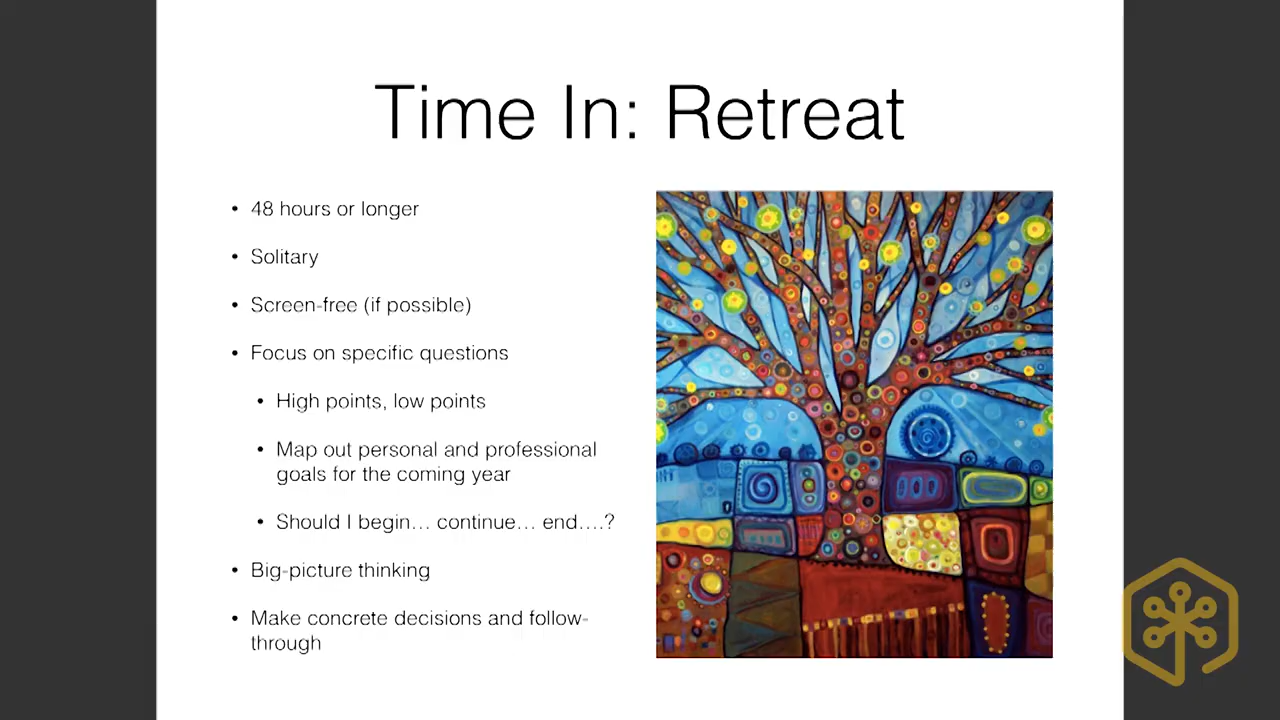 Time In: Retreat
• 48 hours or longer
• Solitary
• Screen-free (if possible)
• Focus on specific questions
• High points, low points
• Map out personal and professional
goals for the coming year
• Should I begin… continue… end….?
• Big-picture thinking
• Make concrete decisions and follow-
through